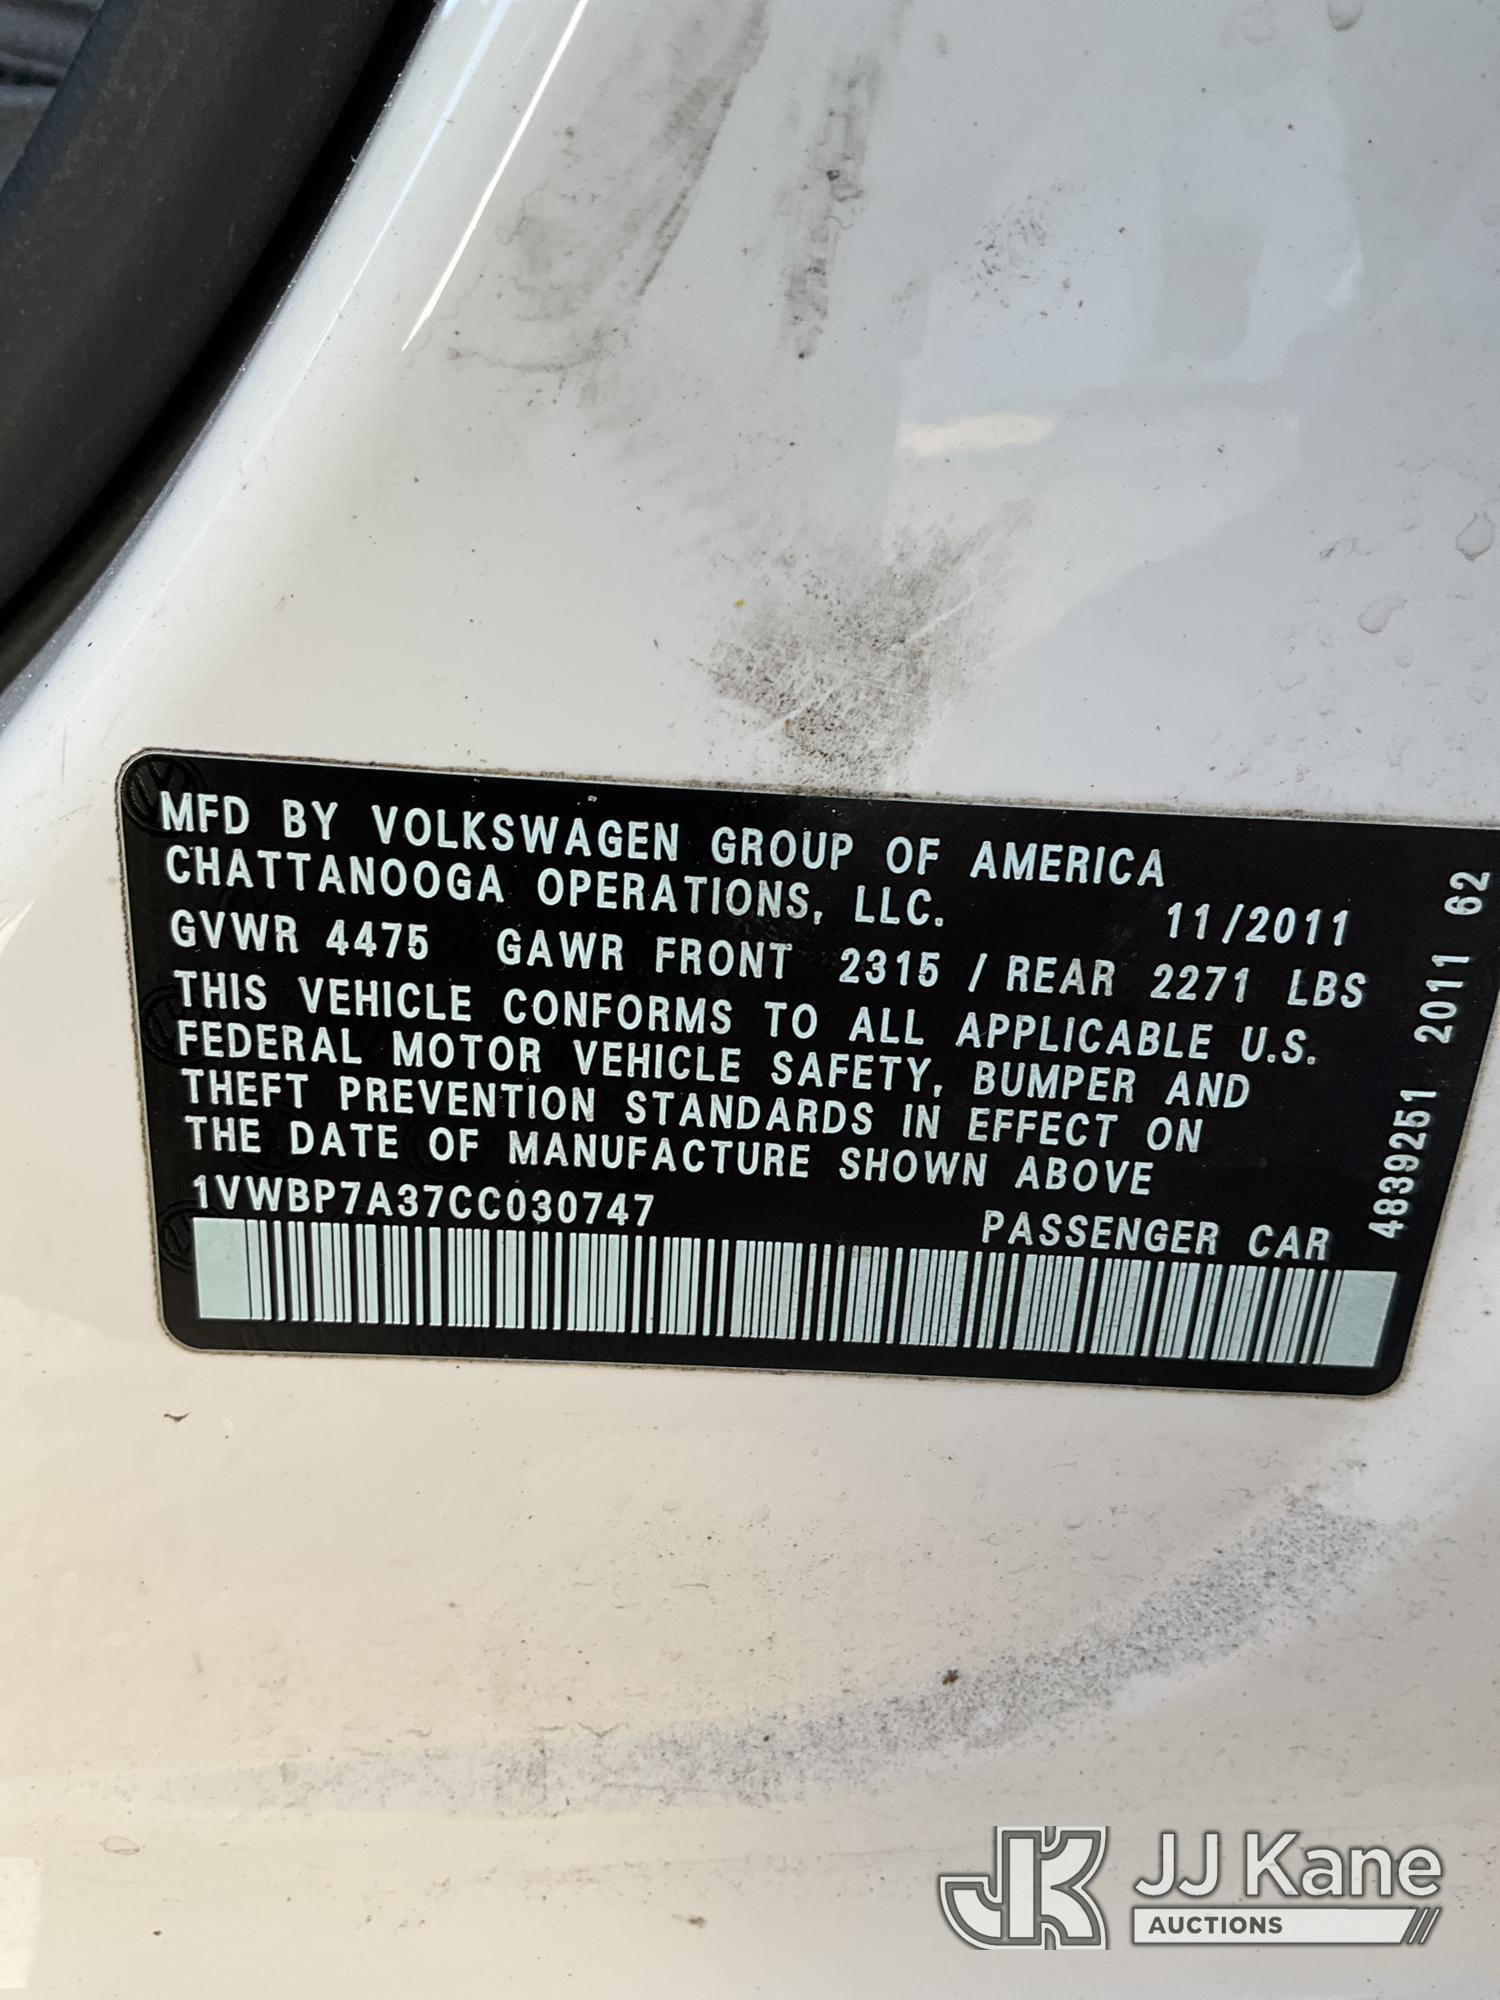 MFD BY VOLKSWAGEN GROUP OF AMERICA
CHATTANOOGA OPERATIONS, LLC. 11/2011
GVWR 4475 GAWR FRONT 2315 / REAR 2271 LBS
THIS VEHICLE CONFORMS TO ALL APPLICABLE U.S.
FEDERAL MOTOR VEHICLE SAFETY, BUMPER AND
THEFT PREVENTION STANDARDS IN EFFECT ON
THE DATE OF MANUFACTURE SHOWN ABOVE
1VWBP7A37CC030747 PASSENGER CAR
4839251 2011 62
JK JJ Kane
AUCTIONS